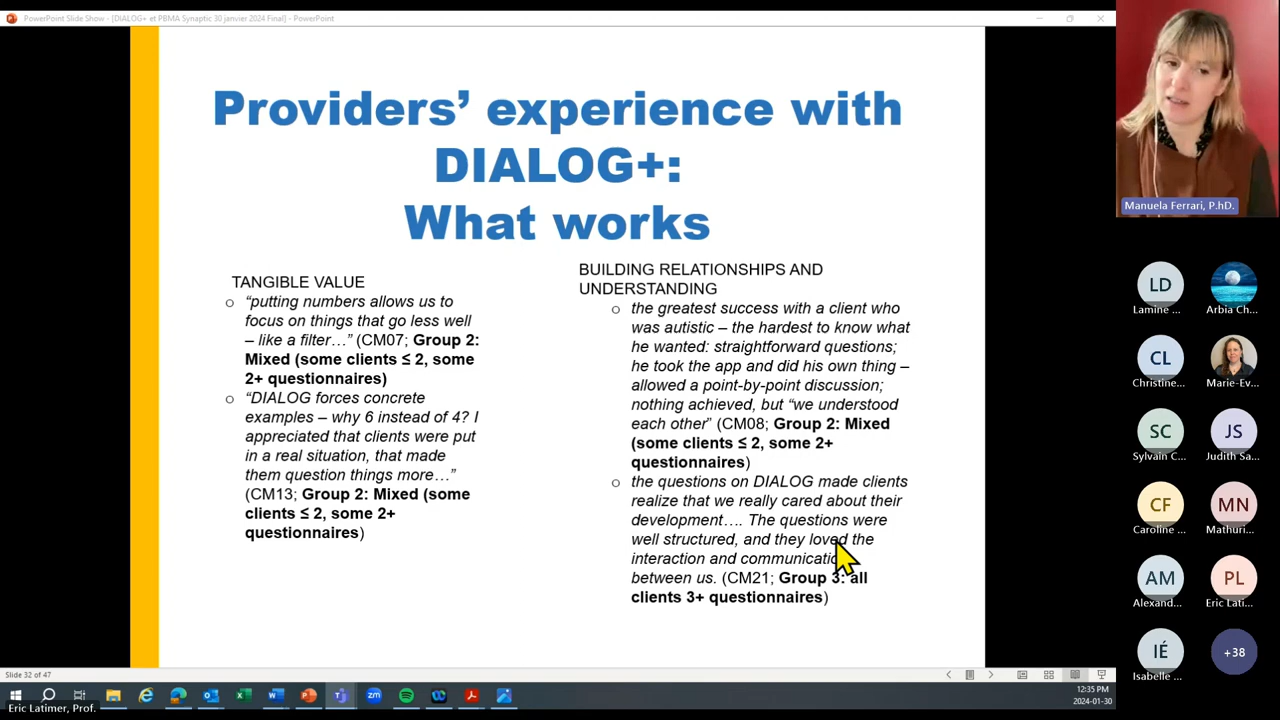 PowerPoint Slide Show - [DIALOG+ et PBMA Synaptic 30 janvier 2024 Final] - PowerPoint
Providers’ experience with
DIALOG+:
What works
TANGIBLE VALUE
“putting numbers allows us to
focus on things that go less well
– like a filter…” (CM07; Group 2:
Mixed (some clients ≤ 2, some
2+ questionnaires)
“DIALOG forces concrete
examples – why 6 instead of 4? I
appreciated that clients were put
in a real situation, that made
them question things more…”
(CM13; Group 2: Mixed (some
clients ≤ 2, some 2+
questionnaires)
BUILDING RELATIONSHIPS AND
UNDERSTANDING
the greatest success with a client who
was autistic – the hardest to know what
he wanted: straightforward questions;
he took the app and did his own thing –
allowed a point-by-point discussion;
nothing achieved, but “we understood
each other” (CM08; Group 2: Mixed
(some clients ≤ 2, some 2+
questionnaires)
the questions on DIALOG made clients
realize that we really cared about their
development…. The questions were
well structured, and they loved the
interaction and communication
between us. (CM21; Group 3: all
clients 3+ questionnaires)
Manuela Ferrari, P.hD.
LD
Lamine ...
Arbia Ch...
CL
Christine...
Marie-Ev...
SC
Sylvain C...
JS
Judith Sa...
CF
Caroline ...
MN
Mathuri...
AM
Alexand...
PL
Eric Lati...
IÉ
Isabelle ...
+38
Slide 32 of 47
12:35 PM
2024-01-30
Eric Latimer, Prof.